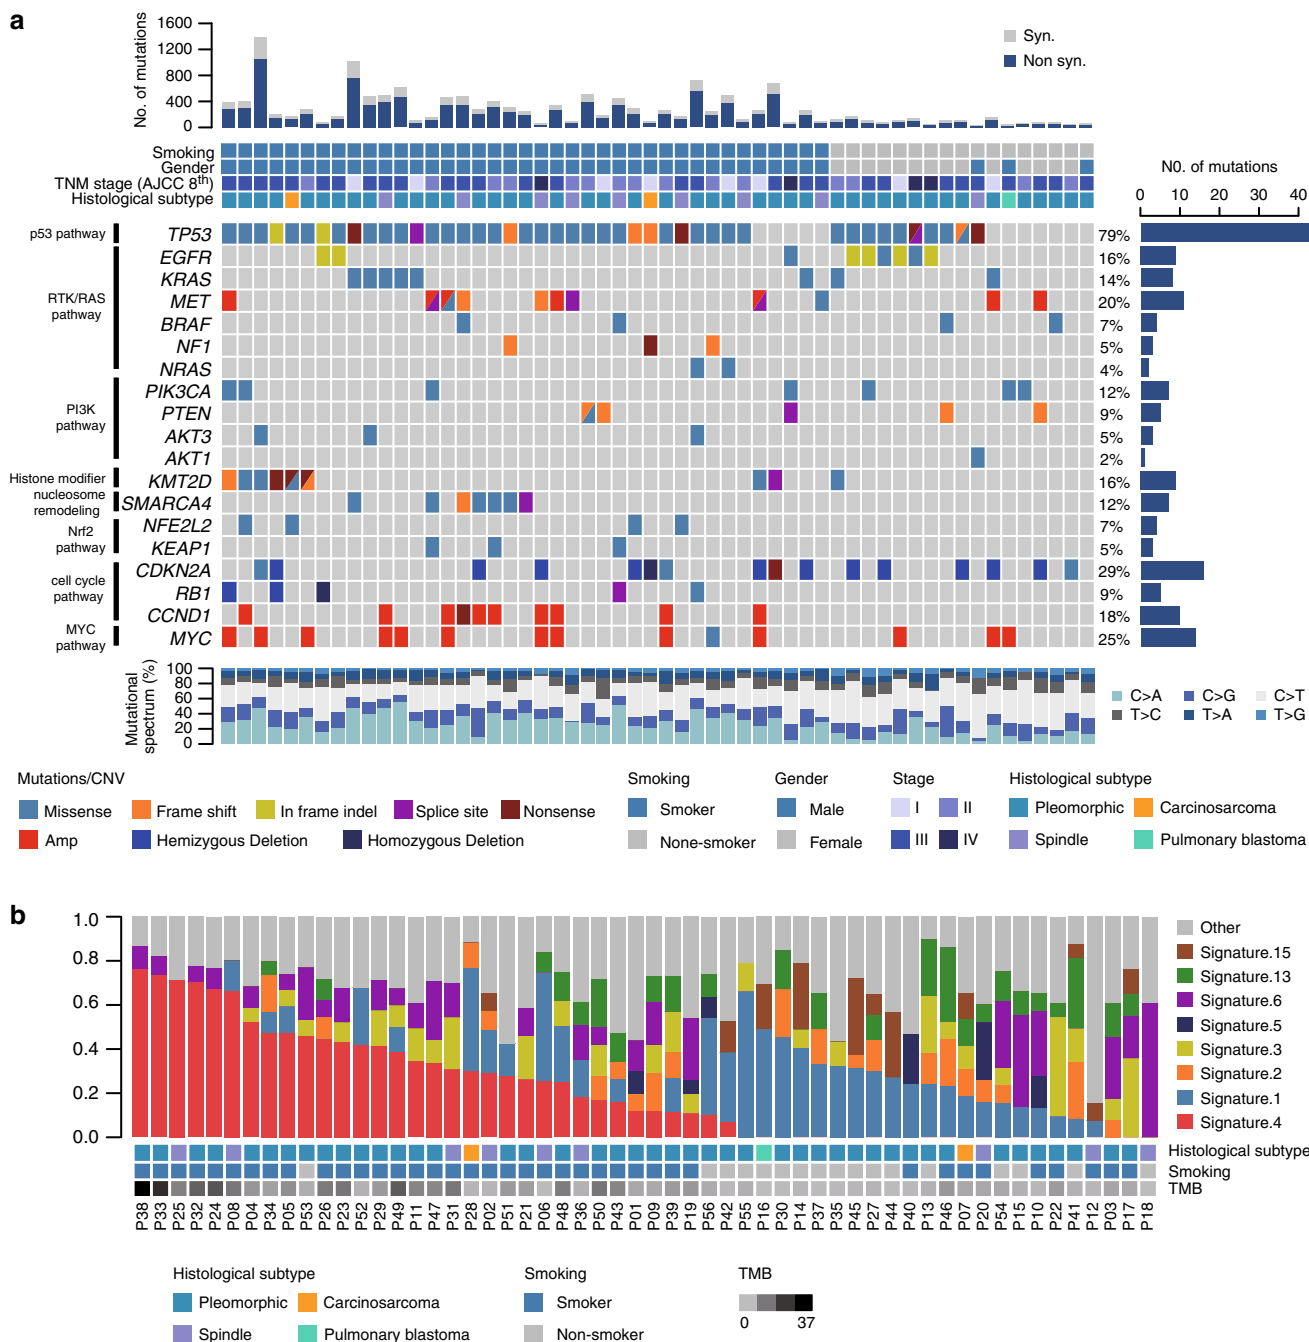 a
1600
1200
800
400
0
No. of mutations
Syn.
Non syn.
Smoking
Gender
TNM stage (AJCC 8th)
Histological subtype
N0. of mutations
0 10 20 30 40
p53 pathway
TP53 79%
EGFR 16%
KRAS 14%
RTK/RAS
pathway
MET 20%
BRAF 7%
NF1 5%
NRAS 4%
PIK3CA 12%
PI3K
pathway
PTEN 9%
AKT3 5%
AKT1 2%
Histone modifier
KMT2D 16%
nucleosome
remodeling
SMARCA4 12%
Nrf2
pathway
NFE2L2 7%
KEAP1 5%
cell cycle
pathway
CDKN2A 29%
RB1 9%
CCND1 18%
MYC
pathway
MYC 25%
Mutational
spectrum (%)
100
80
60
40
20
0
C>A C>G C>T
T>C T>A T>G
Mutations/CNV
Missense Frame shift In frame indel Splice site Nonsense
Amp Hemizygous Deletion Homozygous Deletion
Smoking
Smoker
None-smoker
Gender
Male
Female
Stage
I II
III IV
Histological subtype
Pleomorphic Carcinosarcoma
Spindle Pulmonary blastoma
b
1.0
0.8
0.6
0.4
0.2
0.0
Other
Signature.15
Signature.13
Signature.6
Signature.5
Signature.3
Signature.2
Signature.1
Signature.4
Histological subtype
Smoking
TMB
P38 P33 P25 P32 P24 P08 P04 P34 P05 P53 P26 P23 P52 P29 P49 P11 P47 P31 P28 P02 P51 P21 P06 P48 P36 P50 P43 P01 P09 P39 P19 P56 P42 P55 P16 P30 P14 P37 P35 P45 P27 P44 P40 P13 P46 P07 P20 P54 P15 P10 P22 P41 P12 P03 P17 P18
Histological subtype
Pleomorphic Carcinosarcoma
Spindle Pulmonary blastoma
Smoking
Smoker
Non-smoker
TMB
0 37